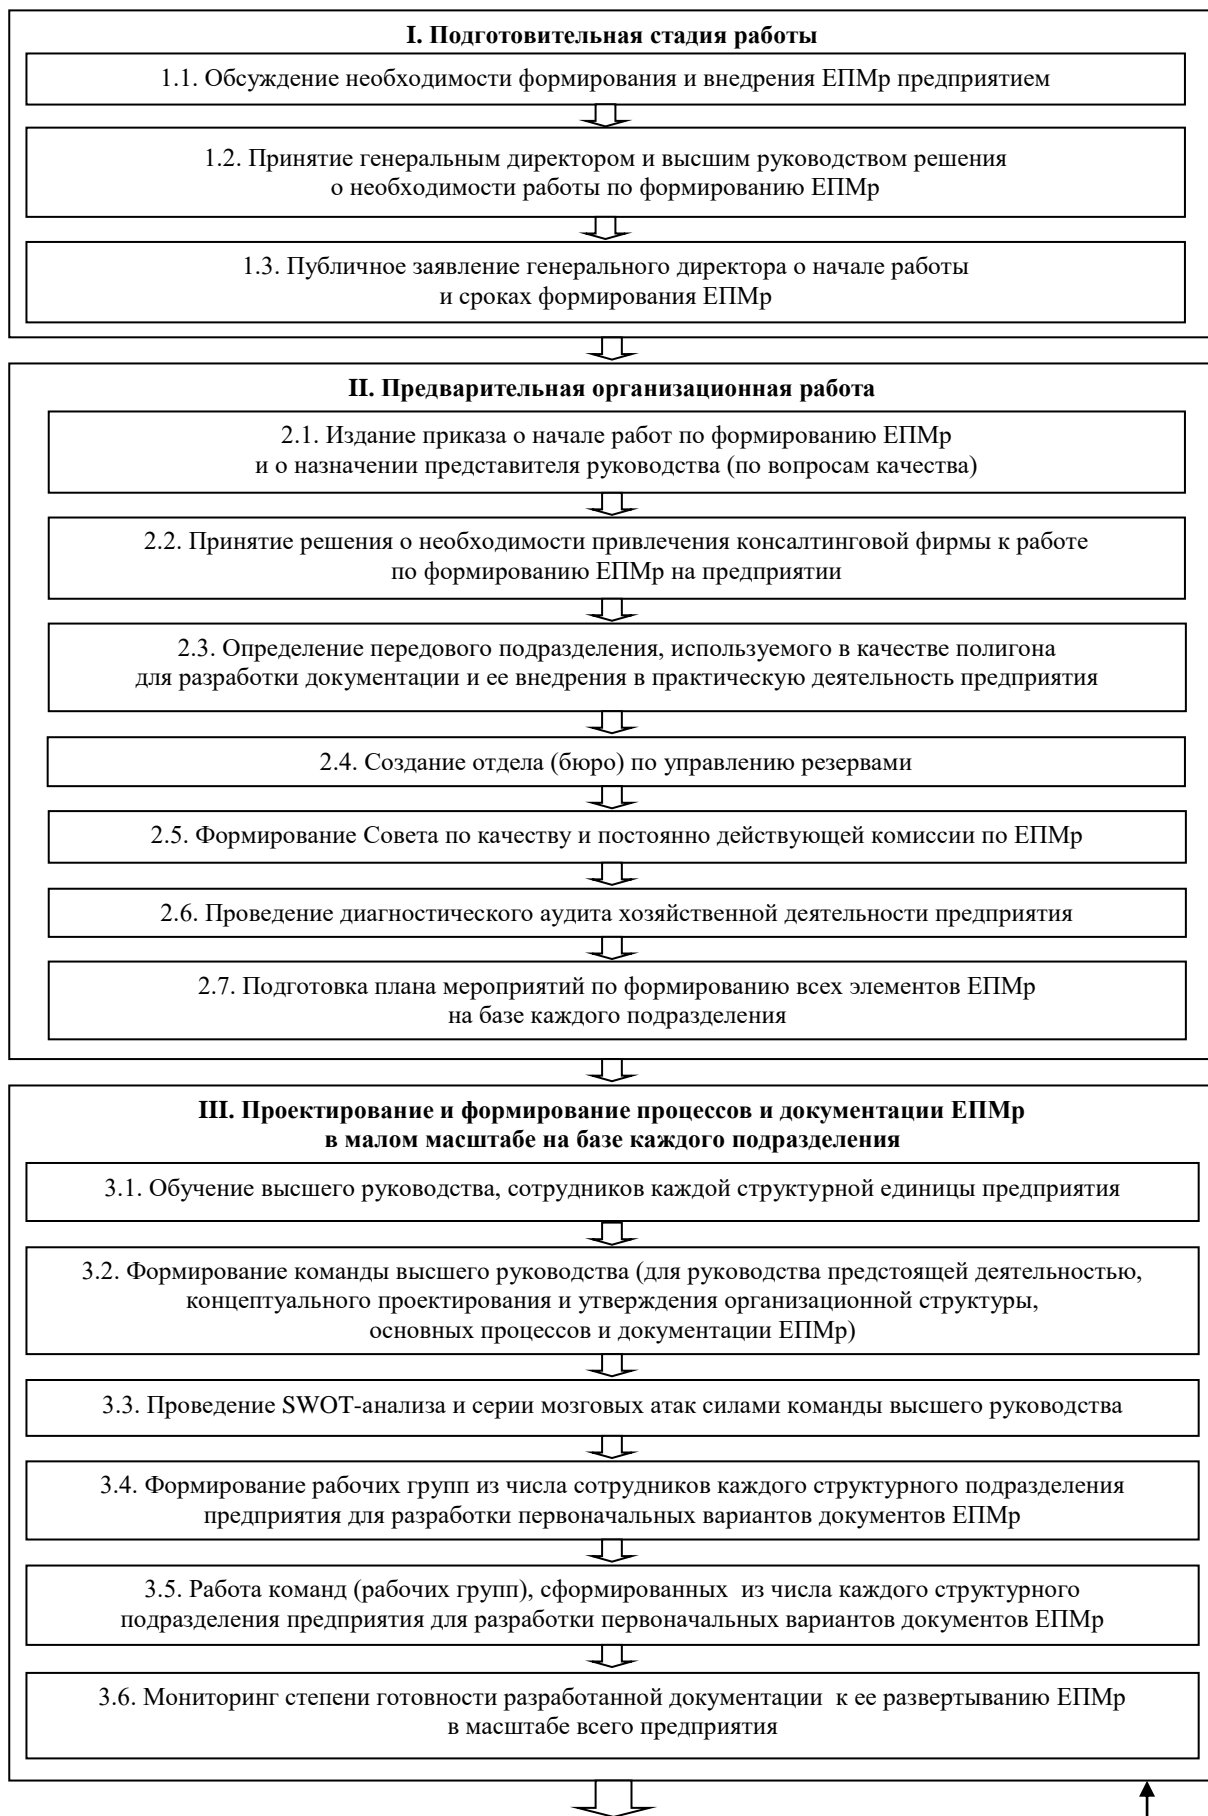 I. Подготовительная стадия работы
1.1. Обсуждение необходимости формирования и внедрения ЕПМр предприятием
1.2. Принятие генеральным директором и высшим руководством решения
о необходимости работы по формированию ЕПМр
1.3. Публичное заявление генерального директора о начале работы
и сроках формирования ЕПМр
II. Предварительная организационная работа
2.1. Издание приказа о начале работ по формированию ЕПМр
и о назначении представителя руководства (по вопросам качества)
2.2. Принятие решения о необходимости привлечения консалтинговой фирмы к работе
по формированию ЕПМр на предприятии
2.3. Определение передового подразделения, используемого в качестве полигона
для разработки документации и ее внедрения в практическую деятельность предприятия
2.4. Создание отдела (бюро) по управлению резервами
2.5. Формирование Совета по качеству и постоянно действующей комиссии по ЕПМр
2.6. Проведение диагностического аудита хозяйственной деятельности предприятия
2.7. Подготовка плана мероприятий по формированию всех элементов ЕПМр
на базе каждого подразделения
III. Проектирование и формирование процессов и документации ЕПМр
в малом масштабе на базе каждого подразделения
3.1. Обучение высшего руководства, сотрудников каждой структурной единицы предприятия
3.2. Формирование команды высшего руководства (для руководства предстоящей деятельностью,
концептуального проектирования и утверждения организационной структуры,
основных процессов и документации ЕПМр)
3.3. Проведение SWOT-анализа и серии мозговых атак силами команды высшего руководства
3.4. Формирование рабочих групп из числа сотрудников каждого структурного подразделения
предприятия для разработки первоначальных вариантов документов ЕПМр
3.5. Работа команд (рабочих групп), сформированных из числа каждого структурного
подразделения предприятия для разработки первоначальных вариантов документов ЕПМр
3.6. Мониторинг степени готовности разработанной документации к ее развертыванию ЕПМр
в масштабе всего предприятия